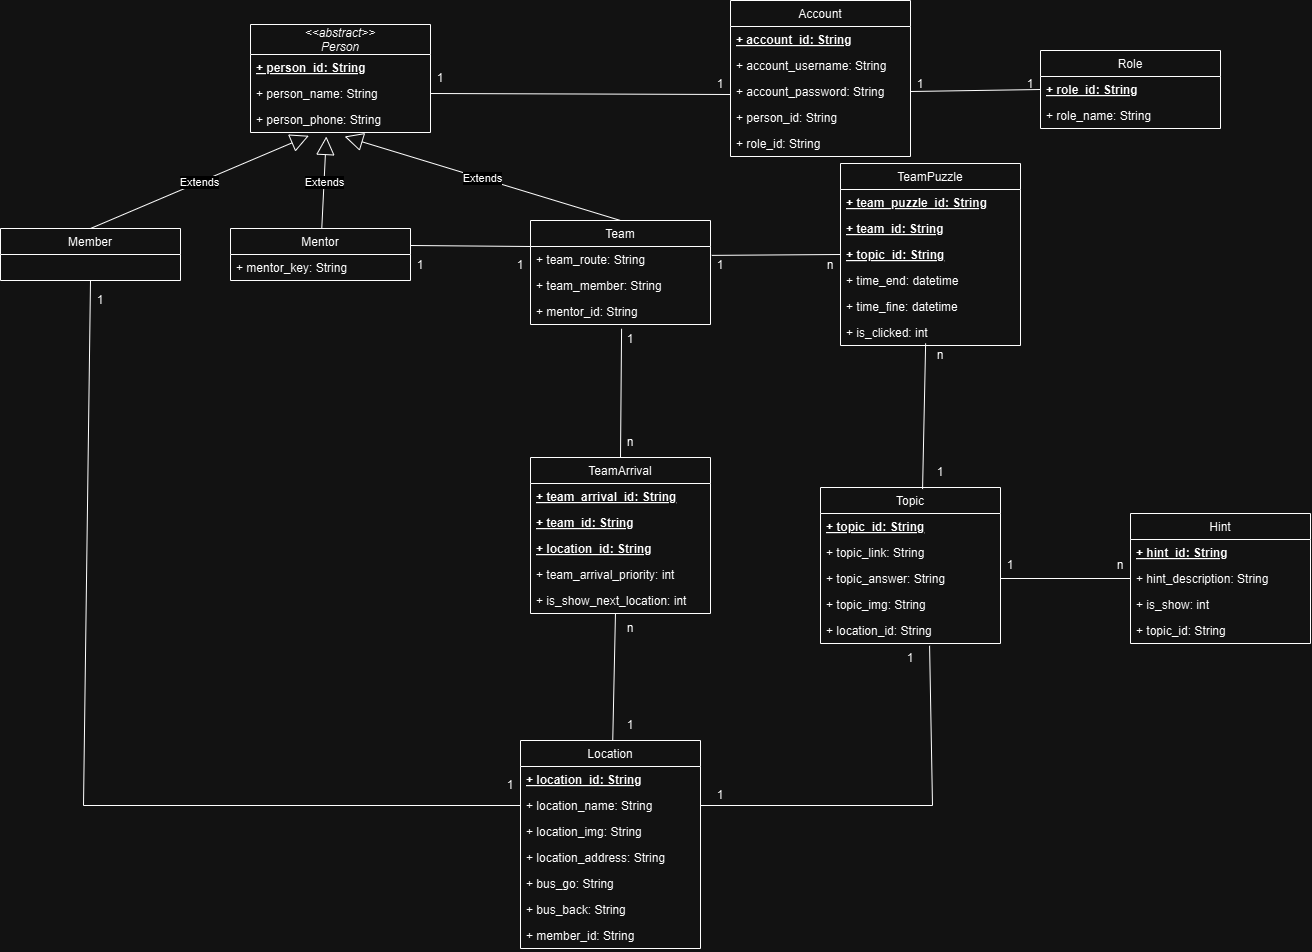 <<abstract>>
Person
+ person_id: String
+ person_name: String
+ person_phone: String
1
1
Account
+ account_id: String
+ account_username: String
+ account_password: String
+ person_id: String
+ role_id: String
1
1
Role
+ role_id: String
+ role_name: String
Extends
Extends
Extends
Member
1
Mentor
+ mentor_key: String
1
1
Team
+ team_route: String
+ team_member: String
+ mentor_id: String
1
n
1
TeamPuzzle
+ team_puzzle_id: String
+ team_id: String
+ topic_id: String
+ time_end: datetime
+ time_fine: datetime
+ is_clicked: int
n
1
n
TeamArrival
+ team_arrival_id: String
+ team_id: String
+ location_id: String
+ team_arrival_priority: int
+ is_show_next_location: int
n
1
Topic
+ topic_id: String
+ topic_link: String
+ topic_answer: String
+ topic_img: String
+ location_id: String
1
n
1
Hint
+ hint_id: String
+ hint_description: String
+ is_show: int
+ topic_id: String
Location
+ location_id: String
+ location_name: String
+ location_img: String
+ location_address: String
+ bus_go: String
+ bus_back: String
+ member_id: String
1
1